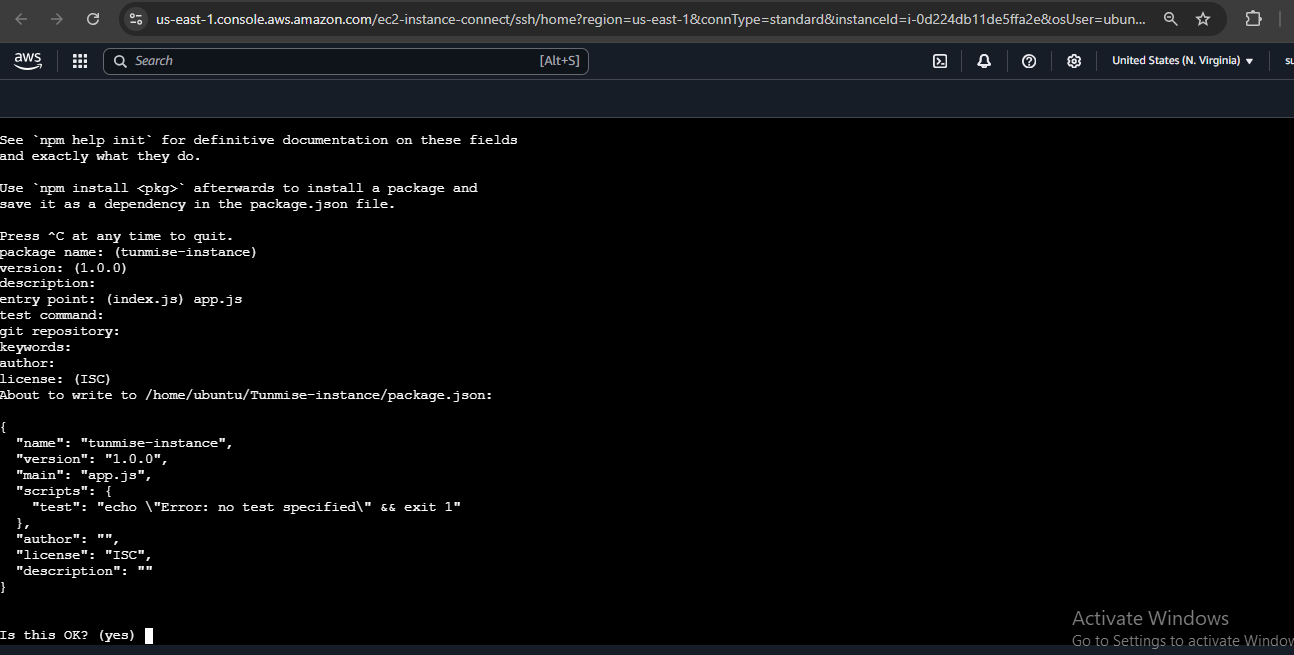 us-east-1.console.aws.amazon.com/ec2-instance-connect/ssh/home?region=us-east-1&connType=standard&instanceId=i-0d224db11de5ffa2e&osUser=ubun...
aws
Search
[Alt+S]
United States (N. Virginia)
su
See `npm help init` for definitive documentation on these fields
and exactly what they do.
Use `npm install <pkg>` afterwards to install a package and
save it as a dependency in the package.json file.
Press ^C at any time to quit.
package name: (tunmise-instance)
version: (1.0.0)
description:
entry point: (index.js) app.js
test command:
git repository:
keywords:
author:
license: (ISC)
About to write to /home/ubuntu/Tunmise-instance/package.json:
{
  "name": "tunmise-instance",
  "version": "1.0.0",
  "main": "app.js",
  "scripts": {
    "test": "echo \"Error: no test specified\" && exit 1"
  },
  "author": "",
  "license": "ISC",
  "description": ""
}
Is this OK? (yes)
Activate Windows
Go to Settings to activate Window